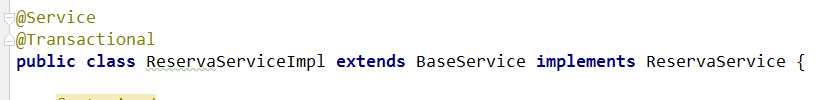 @Service
@Transactional
public class ReservaServiceImpl extends BaseService implements ReservaService {